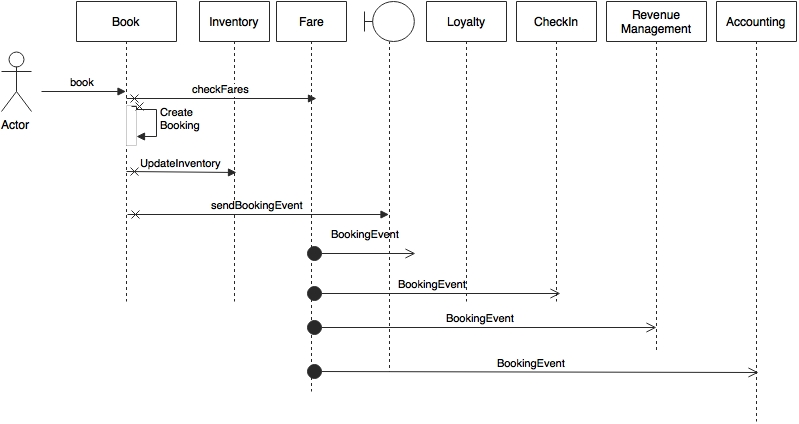 Book
Inventory
Fare
Loyalty
CheckIn
Revenue
Management
Accounting
book
checkFares
Actor
Create
Booking
UpdateInventory
sendBookingEvent
BookingEvent
BookingEvent
BookingEvent
BookingEvent